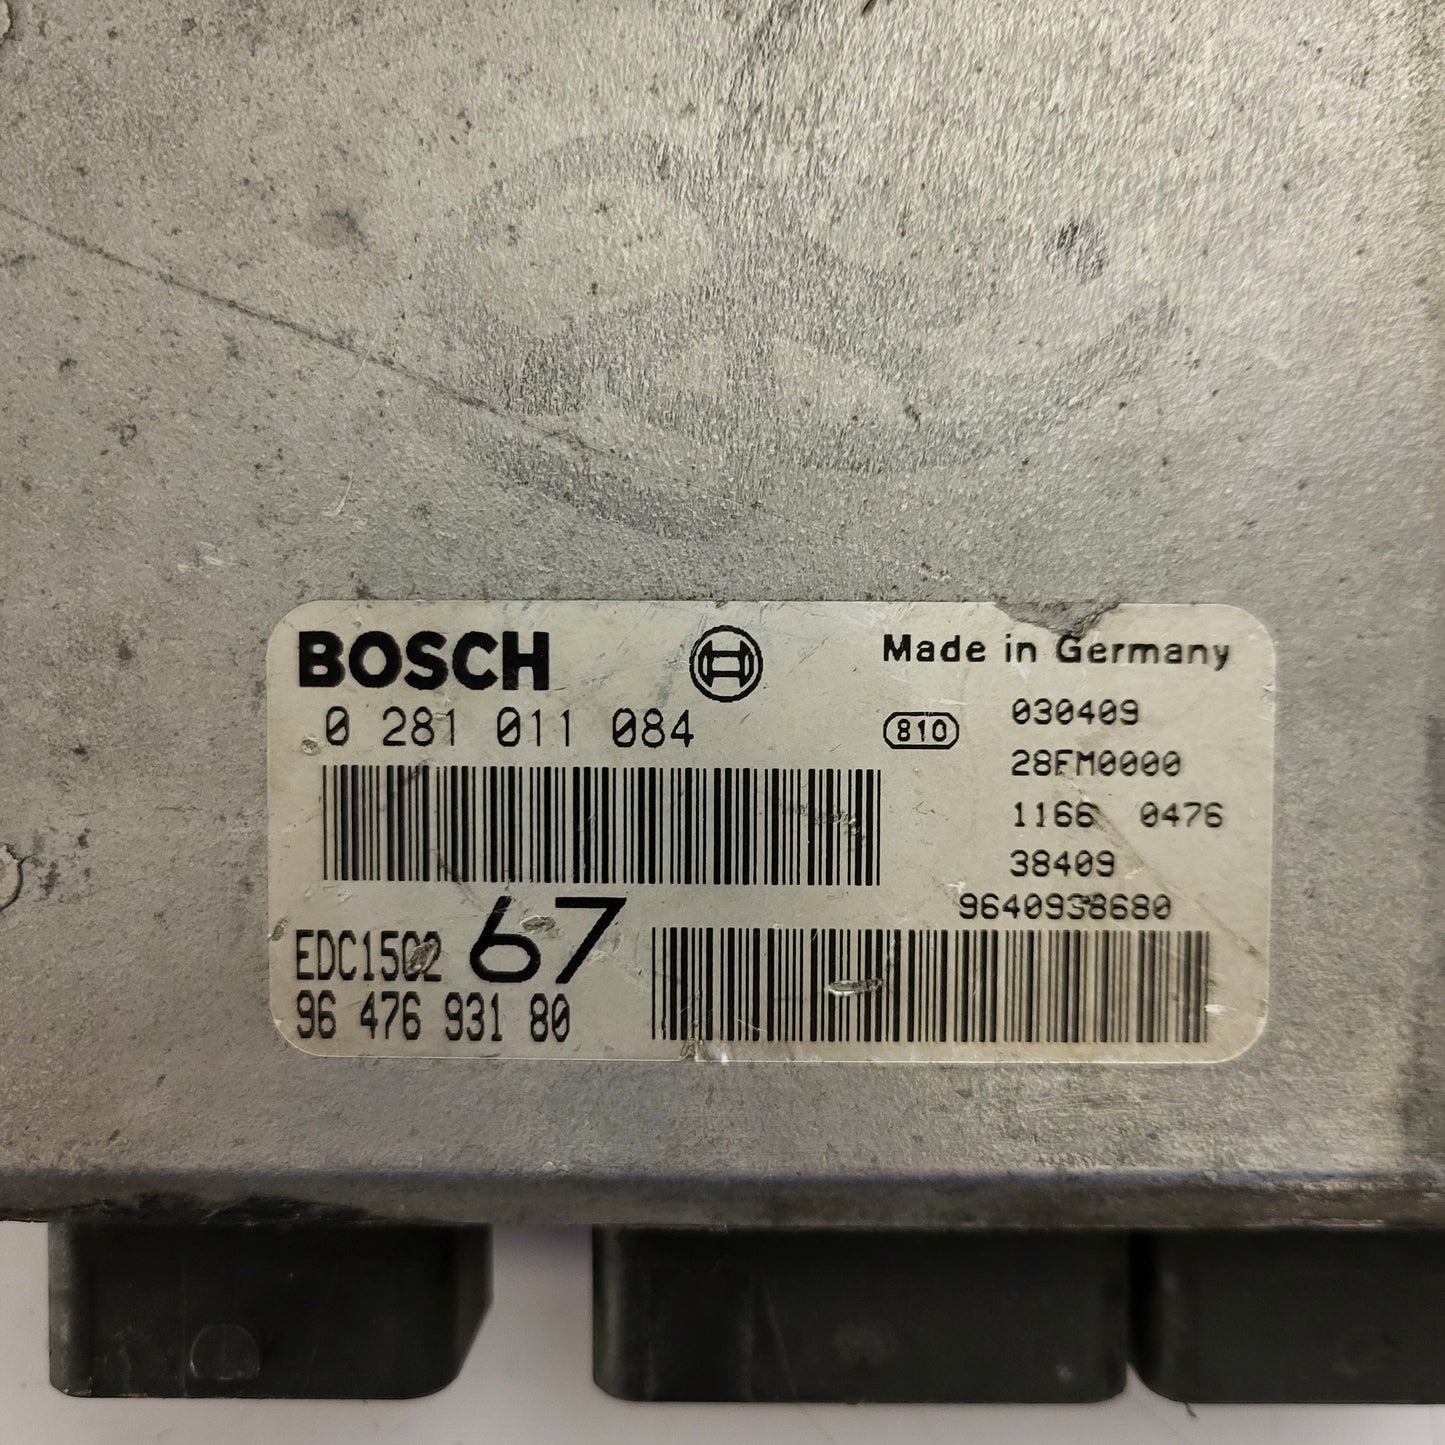 BOSCH
0 281 011 084
Made in Germany
810
030409
28FM0000
1166 0476
38409
9640938680
EDC15C2
67
96 476 931 80